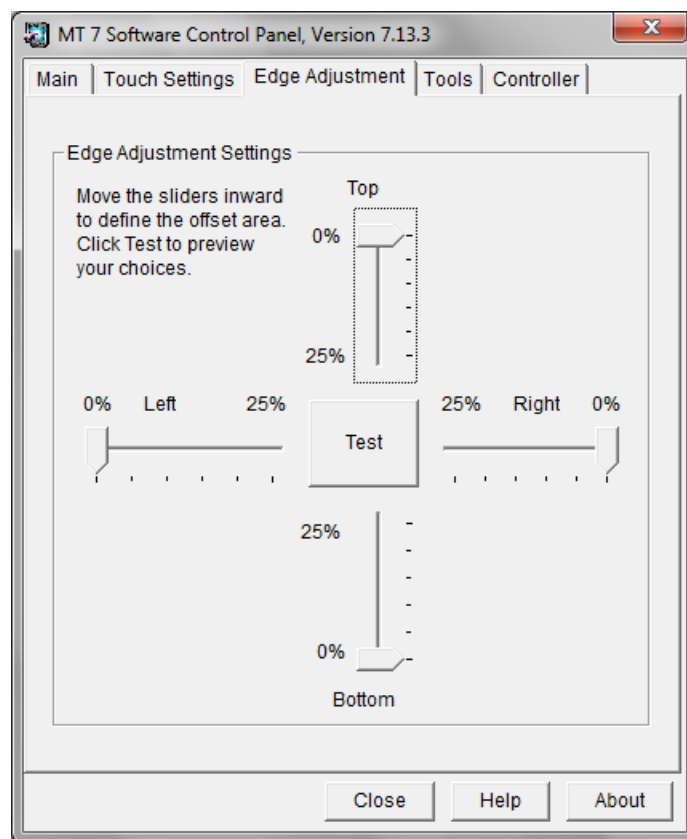 MT 7 Software Control Panel, Version 7.13.3
Main Touch Settings Edge Adjustment Tools Controller
Edge Adjustment Settings
Move the sliders inward
to define the offset area.
Click Test to preview
your choices.
Top
0%
25%
0% Left 25%
Test
25% Right 0%
25%
0%
Bottom
Close Help About